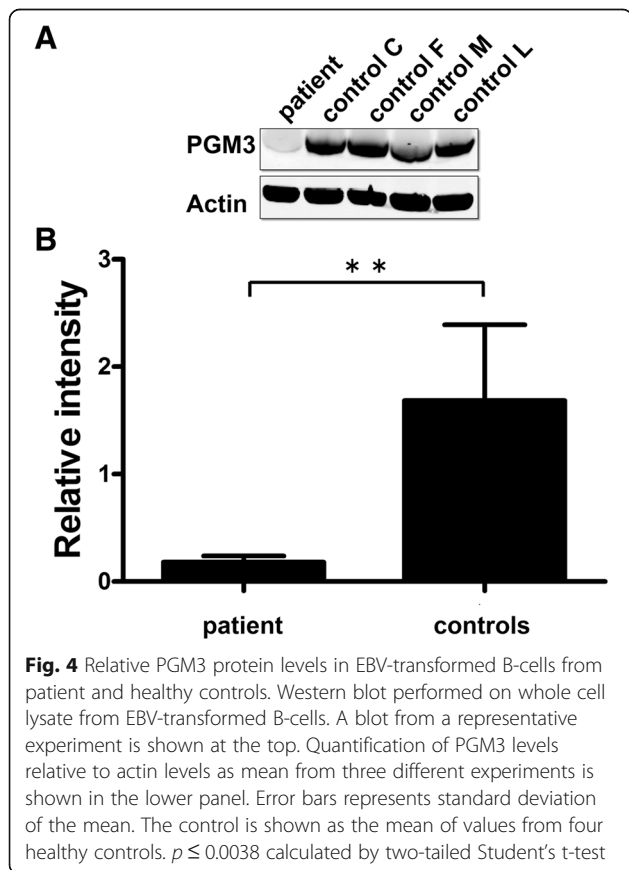 A
patient
control C
control F
control M
control L
PGM3
Actin
B
3
* *
2
Relative intensity
1
0
patient
controls
Fig. 4 Relative PGM3 protein levels in EBV-transformed B-cells from
patient and healthy controls. Western blot performed on whole cell
lysate from EBV-transformed B-cells. A blot from a representative
experiment is shown at the top. Quantification of PGM3 levels
relative to actin levels as mean from three different experiments is
shown in the lower panel. Error bars represents standard deviation
of the mean. The control is shown as the mean of values from four
healthy controls. p ≤ 0.0038 calculated by two-tailed Student’s t-test